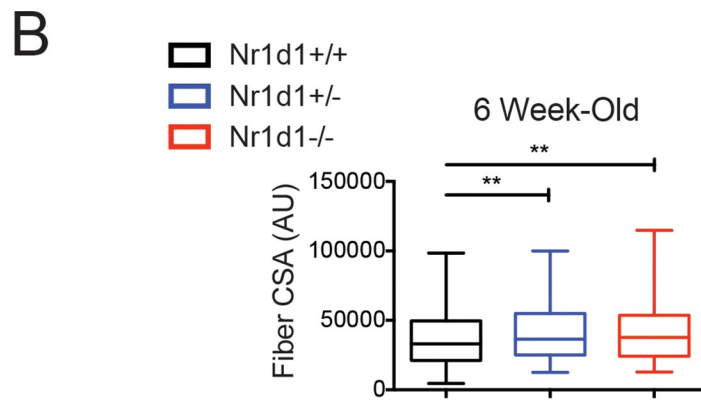 B
Nr1d1+/+
Nr1d1+/-
Nr1d1-/-
6 Week-Old
**
**
Fiber CSA (AU)
150000
100000
50000
0